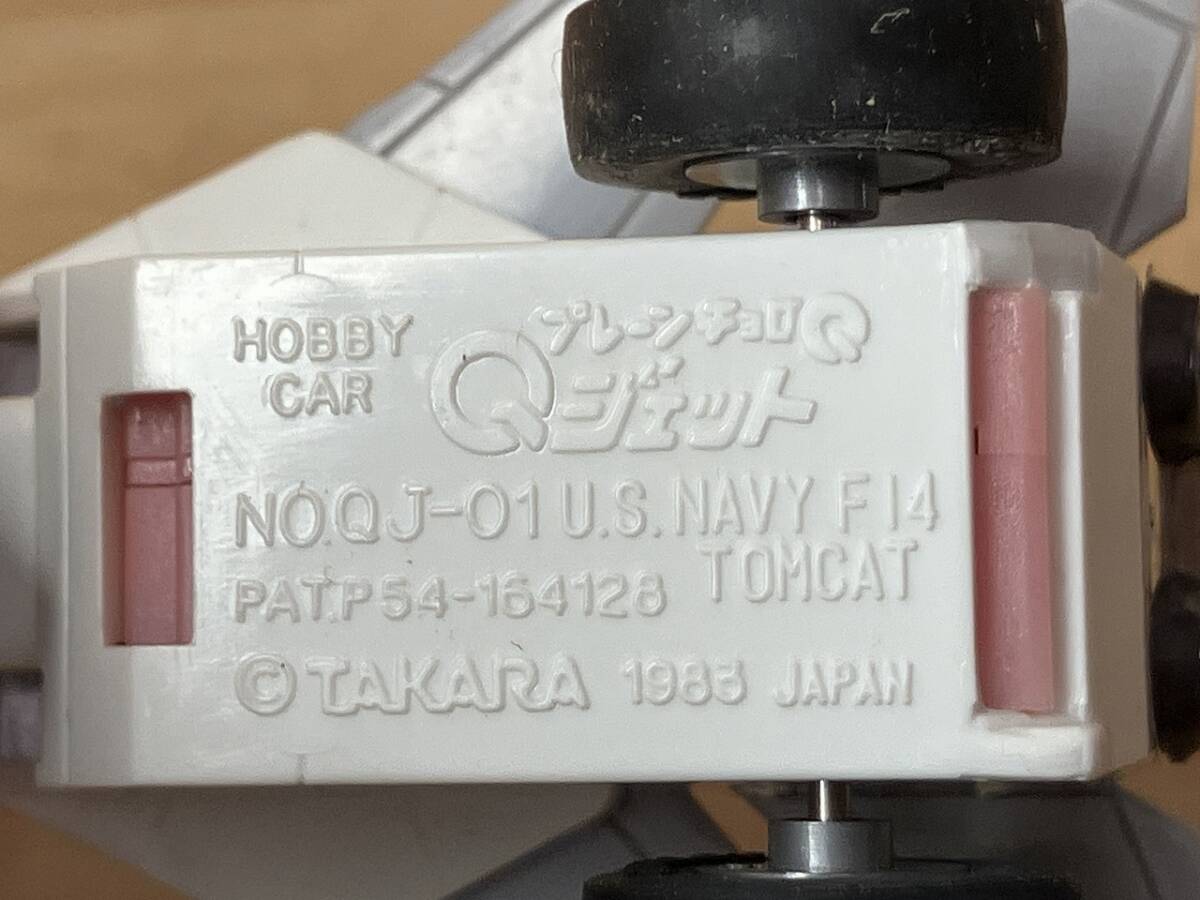 HOBBY CAR
プレーンチョロQ
Qジェット
NO.QJ-01 U.S. NAVY F14 TOMCAT
PAT.P 54-164128
© TAKARA 1983 JAPAN